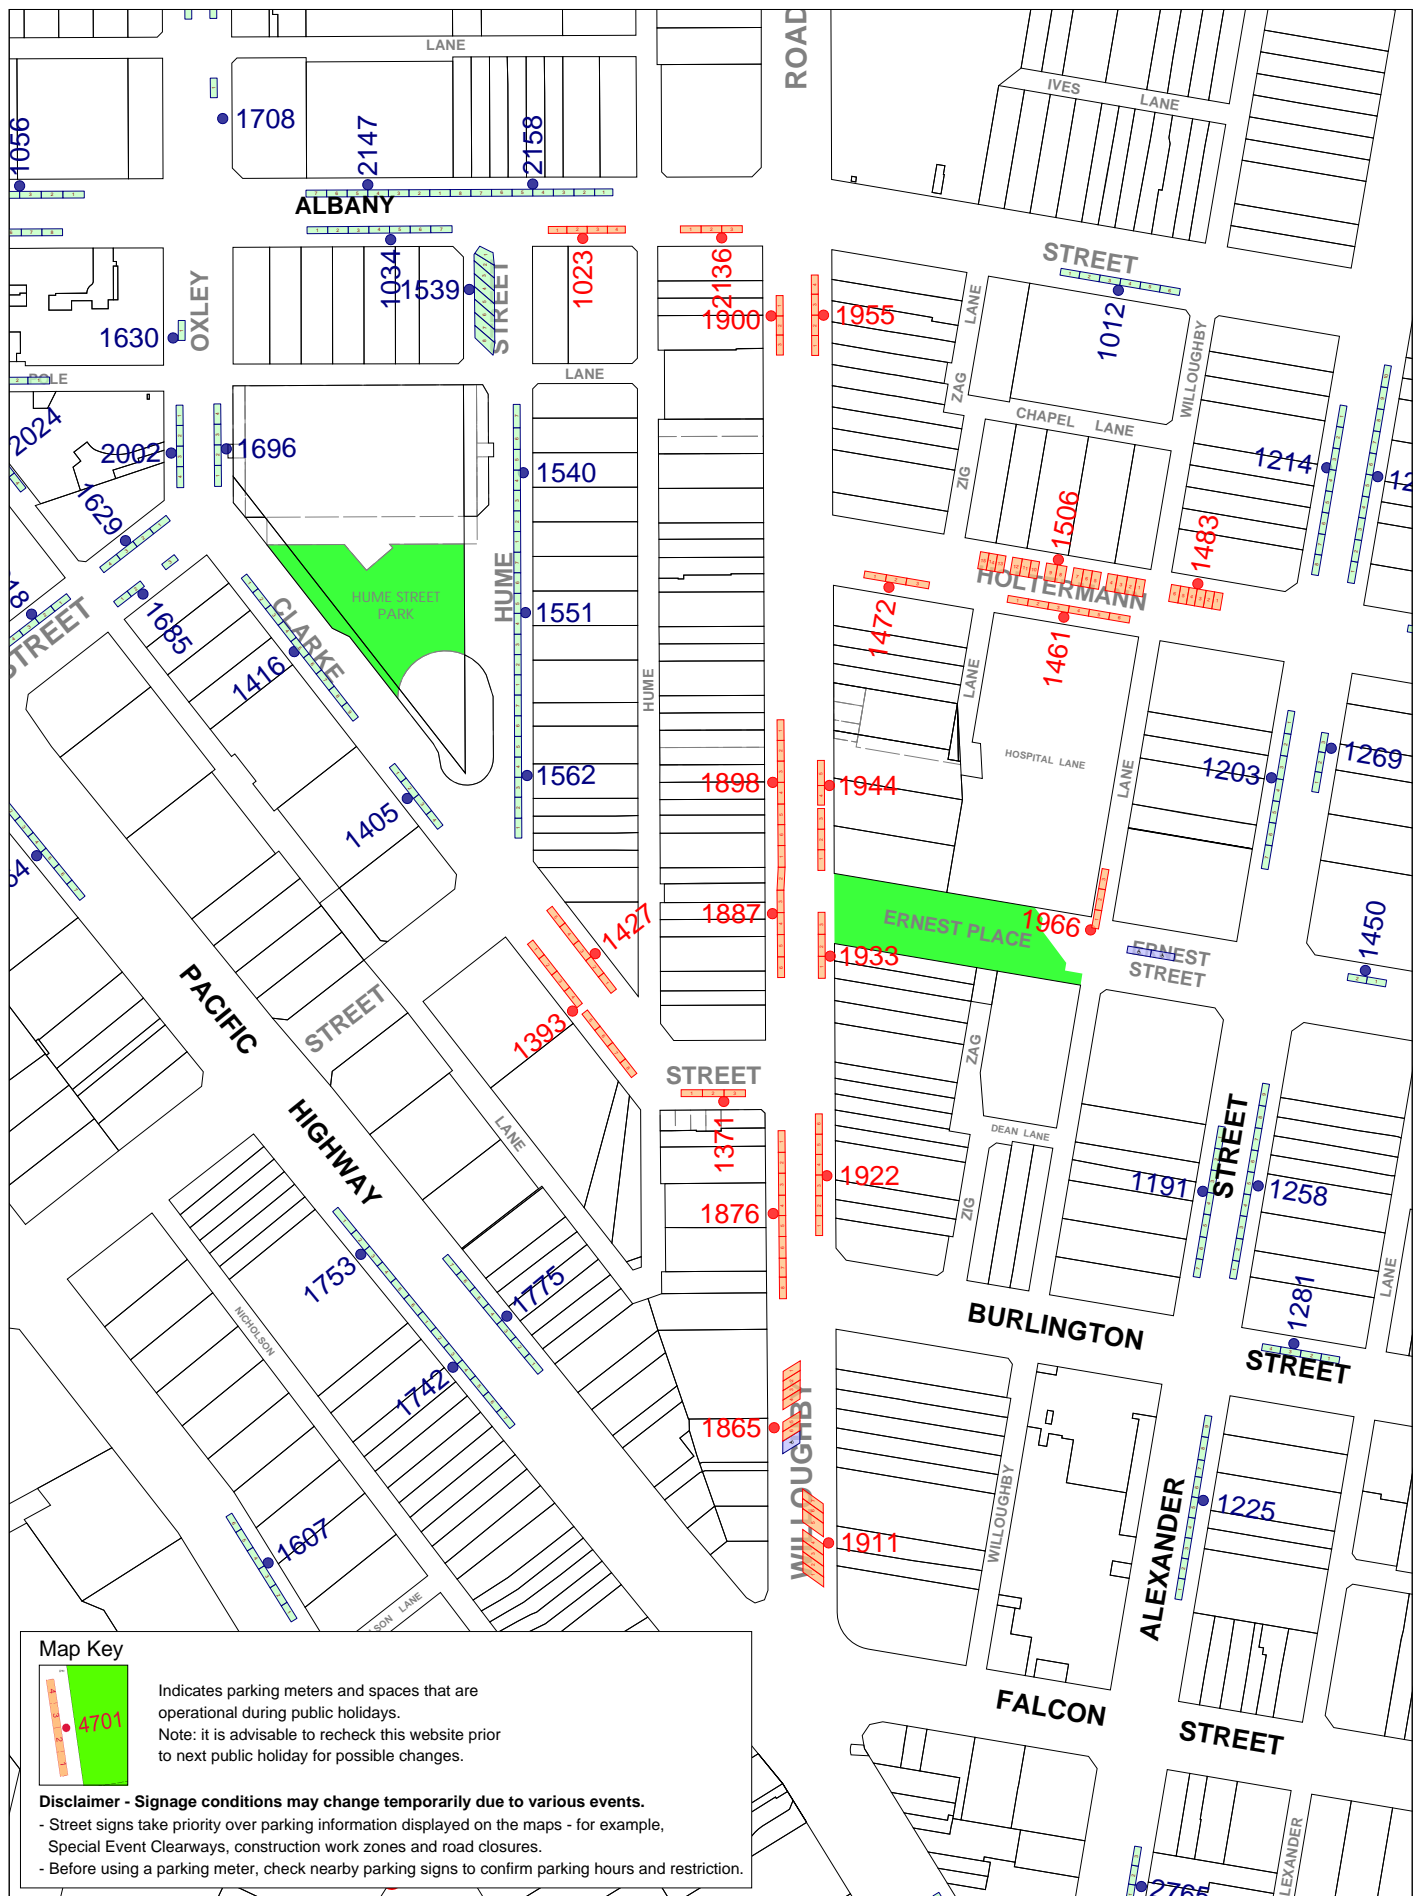 LANE
ROAD
IVES
LANE
1708
1056
2147
2158
ALBANY
1034
1539
STREET
1023
2136
1900
1955
STREET
1012
OXLEY
1630
LANE
LANE
ZAG
WILLOUGHBY
CHAPEL LANE
ZIG
2024
2002
1696
1540
1214
1629
1506
1483
HOLTERMANN
1472
1461
HUME STREET
PARK
HUME
1551
CLARKE
1685
1416
STREET
HUME
LANE
HOSPITAL LANE
LANE
1203
1269
1562
1405
1898
1944
1887
1933
ERNEST PLACE
1966
ERNEST
STREET
1450
1427
1393
PACIFIC
STREET
HIGHWAY
LANE
STREET
1371
ZAG
DEAN LANE
ZIG
1922
1876
1191
STREET
1258
1281
LANE
BURLINGTON
STREET
1753
1775
1742
NICHOLSON
1865
WILLOUGHBY
1911
WILLOUGHBY
ALEXANDER
1225
1607
LANE
FALCON
STREET
2765
Map Key
4701
Indicates parking meters and spaces that are
operational during public holidays.
Note: it is advisable to recheck this website prior
to next public holiday for possible changes.
Disclaimer - Signage conditions may change temporarily due to various events.
- Street signs take priority over parking information displayed on the maps - for example,
Special Event Clearways, construction work zones and road closures.
- Before using a parking meter, check nearby parking signs to confirm parking hours and restriction.